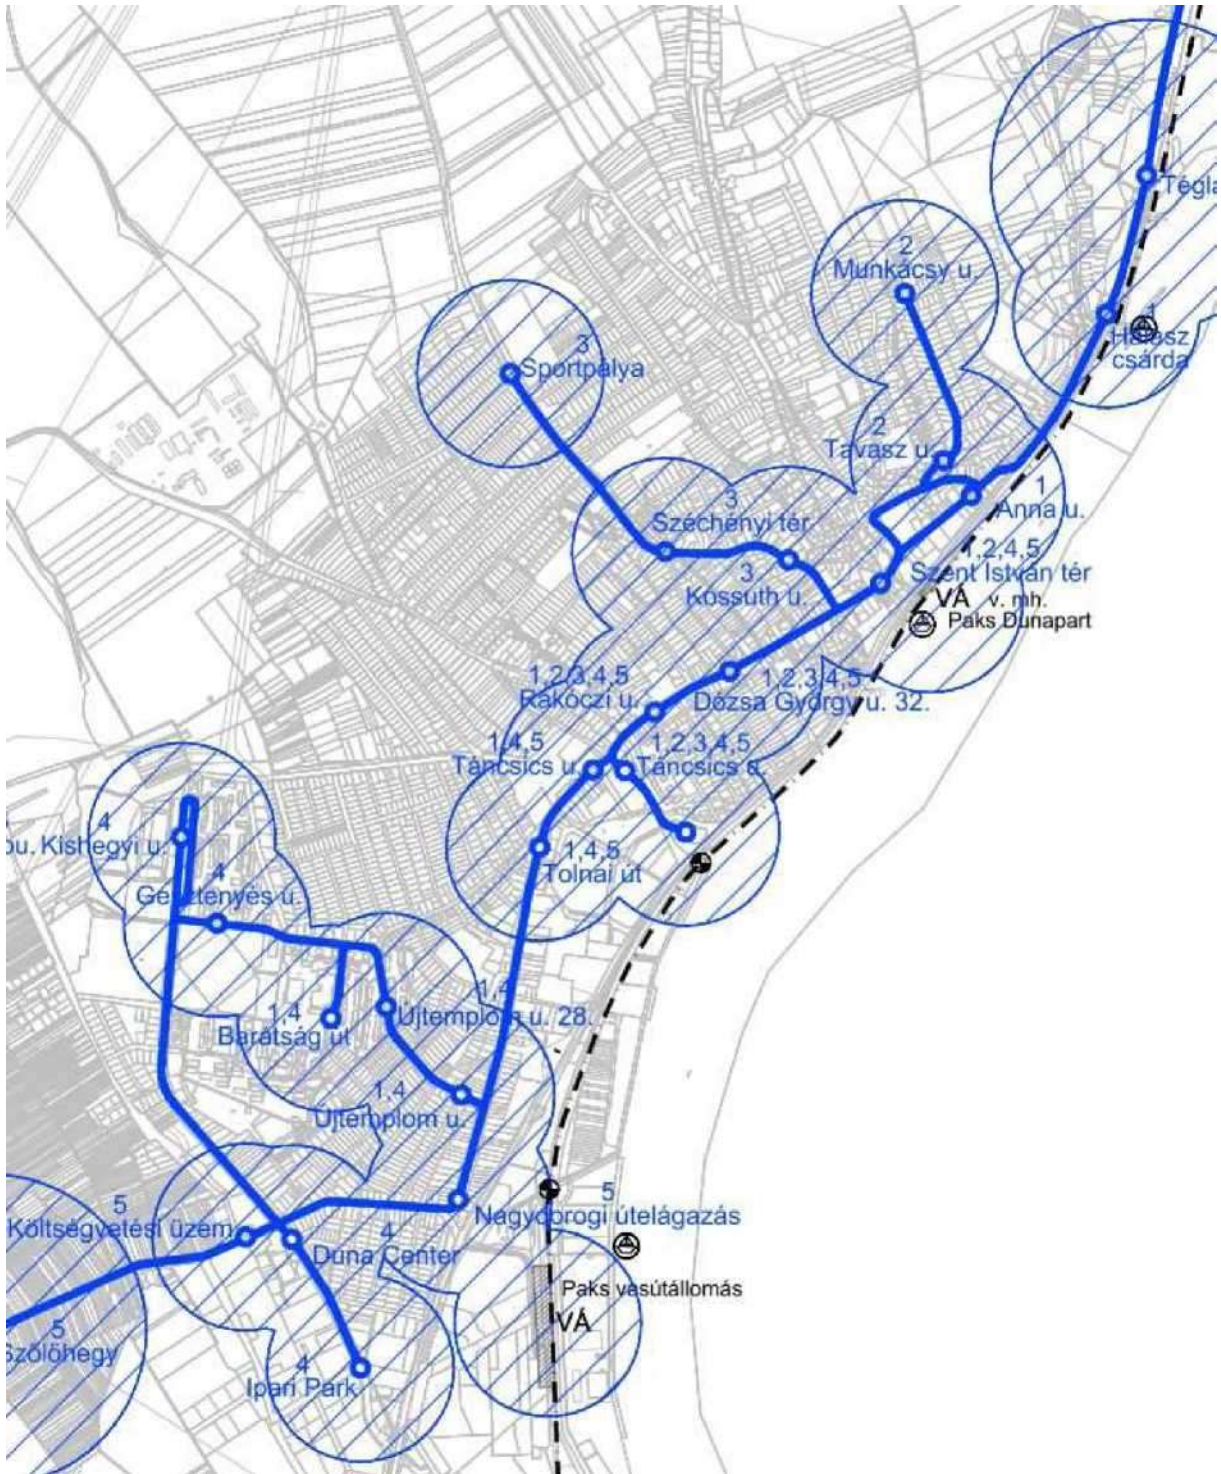 Tégla
2
Munkácsy u.
1
Halász
csárda
3
Sportpálya
2
Tavasz u.
1
Anna u.
3
Széchenyi tér
1,2,4,5
Szent István tér
3
Kossuth u.
VÁ v. mh.
Paks Dunapart
1,2,3,4,5
Rákóczi u.
1,2,3,4,5
Dózsa György u. 32.
1,4,5
Táncsics u.
1,2,3,4,5
Táncsics u.
4
ou. Kishegyi u.
1,4,5
Tolnai út
4
Gesztenyés u.
1,4
Újtemplom u. 28.
1,4
Barátság út
1,4
Újtemplom u.
5
Nagydorogi útelágazás
5
Költségvetési üzem
4
Duna Center
Paks vasútállomás
VÁ
5
Szőlőhegy
4
Ipari Park